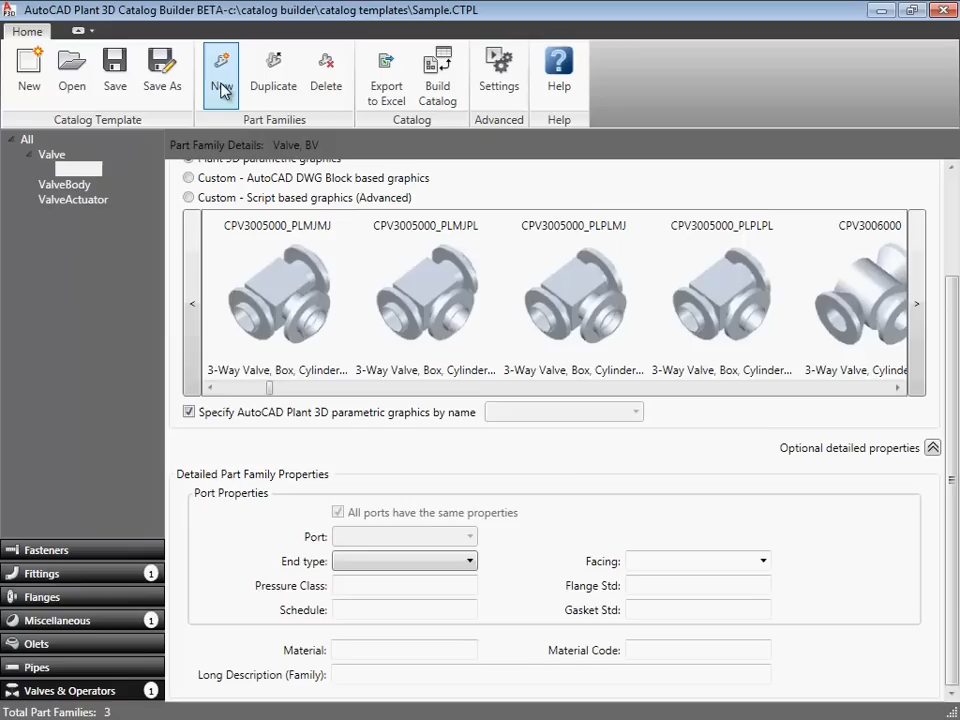 AutoCAD Plant 3D Catalog Builder BETA-c:\catalog builder\catalog templates\Sample.CTPL
Home
New Open Save Save As New Duplicate Delete Export to Excel Build Catalog Settings Help
Catalog Template Part Families Catalog Advanced Help
All
Valve
ValveBody
ValveActuator
Part Family Details: Valve, BV
Plant 3D parametric graphics
Custom - AutoCAD DWG Block based graphics
Custom - Script based graphics (Advanced)
CPV3005000_PLMJMJ CPV3005000_PLMJPL CPV3005000_PLPLMJ CPV3005000_PLPLPL CPV3006000
< >
3-Way Valve, Box, Cylinder... 3-Way Valve, Box, Cylinder... 3-Way Valve, Box, Cylinder... 3-Way Valve, Box, Cylinder... 3-Way Valve, Cylinde
Specify AutoCAD Plant 3D parametric graphics by name
Optional detailed properties
Detailed Part Family Properties
Port Properties
All ports have the same properties
Port:
End type: Facing:
Pressure Class: Flange Std:
Schedule: Gasket Std:
Material: Material Code:
Long Description (Family):
Fasteners
Fittings 1
Flanges
Miscellaneous 1
Olets
Pipes
Valves & Operators 1
Total Part Families: 3